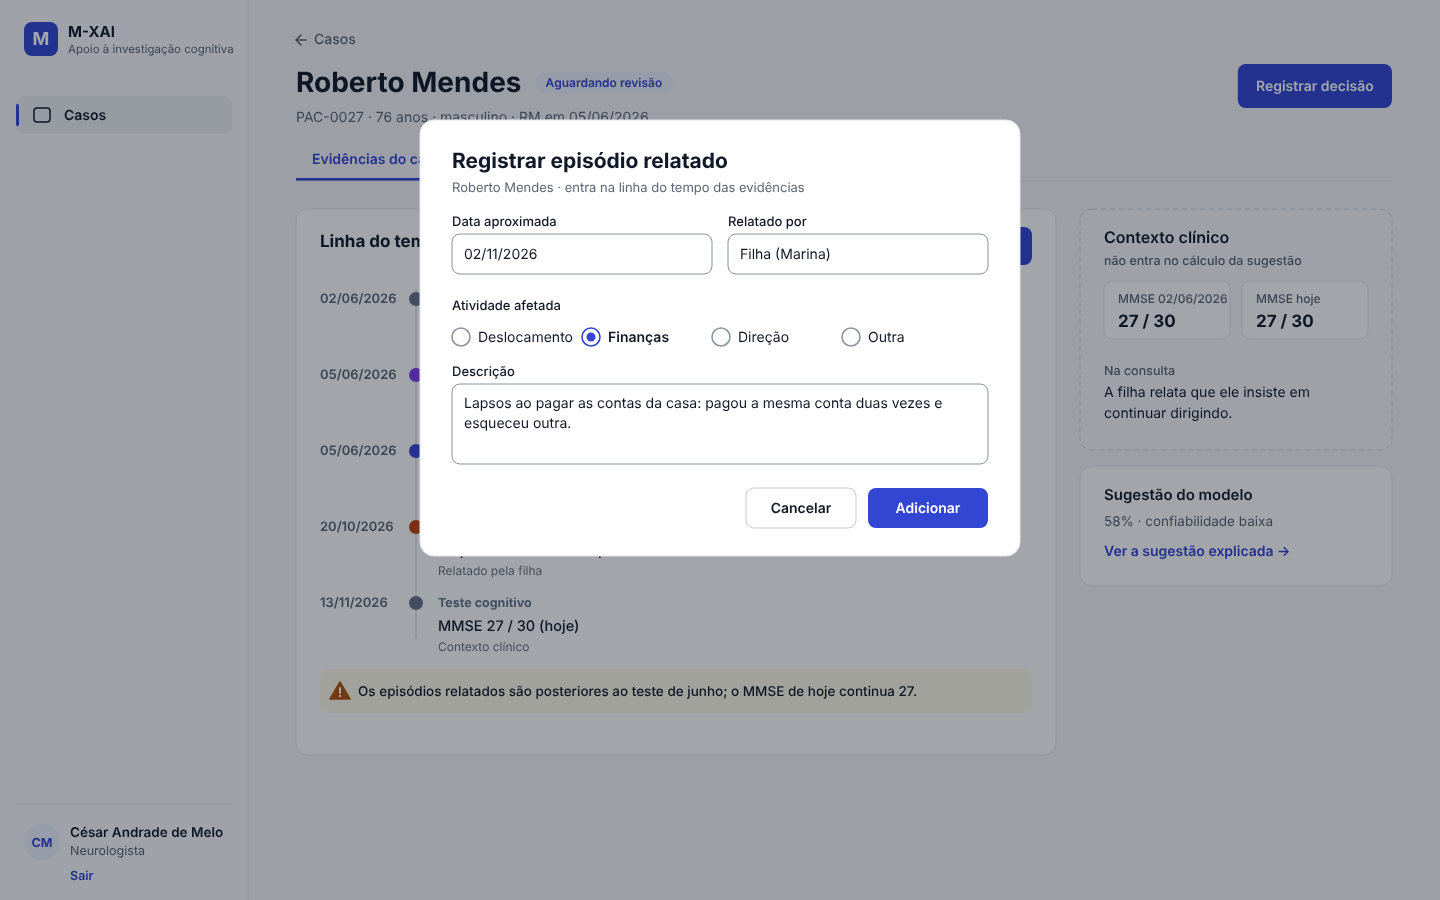 M
M-XAI
Apoio à investigação cognitiva
Casos
← Casos
Roberto Mendes
Aguardando revisão
Registrar decisão
PAC-0027 · 76 anos · masculino · RM em 05/06/2026
Evidências do
Registrar episódio relatado
Roberto Mendes · entra na linha do tempo das evidências
Data aproximada
Relatado por
02/11/2026
Filha (Marina)
Atividade afetada
Deslocamento
Finanças
Direção
Outra
Descrição
Lapsos ao pagar as contas da casa: pagou a mesma conta duas vezes e
esqueceu outra.
Cancelar
Adicionar
Linha do
02/06/2026
05/06/2026
05/06/2026
20/10/2026
Relatado pela filha
13/11/2026
Teste cognitivo
MMSE 27 / 30 (hoje)
Contexto clínico
Os episódios relatados são posteriores ao teste de junho; o MMSE de hoje continua 27.
Contexto clínico
não entra no cálculo da sugestão
MMSE 02/06/2026
27 / 30
MMSE hoje
27 / 30
Na consulta
A filha relata que ele insiste em
continuar dirigindo.
Sugestão do modelo
58% · confiabilidade baixa
Ver a sugestão explicada →
CM
César Andrade de Melo
Neurologista
Sair